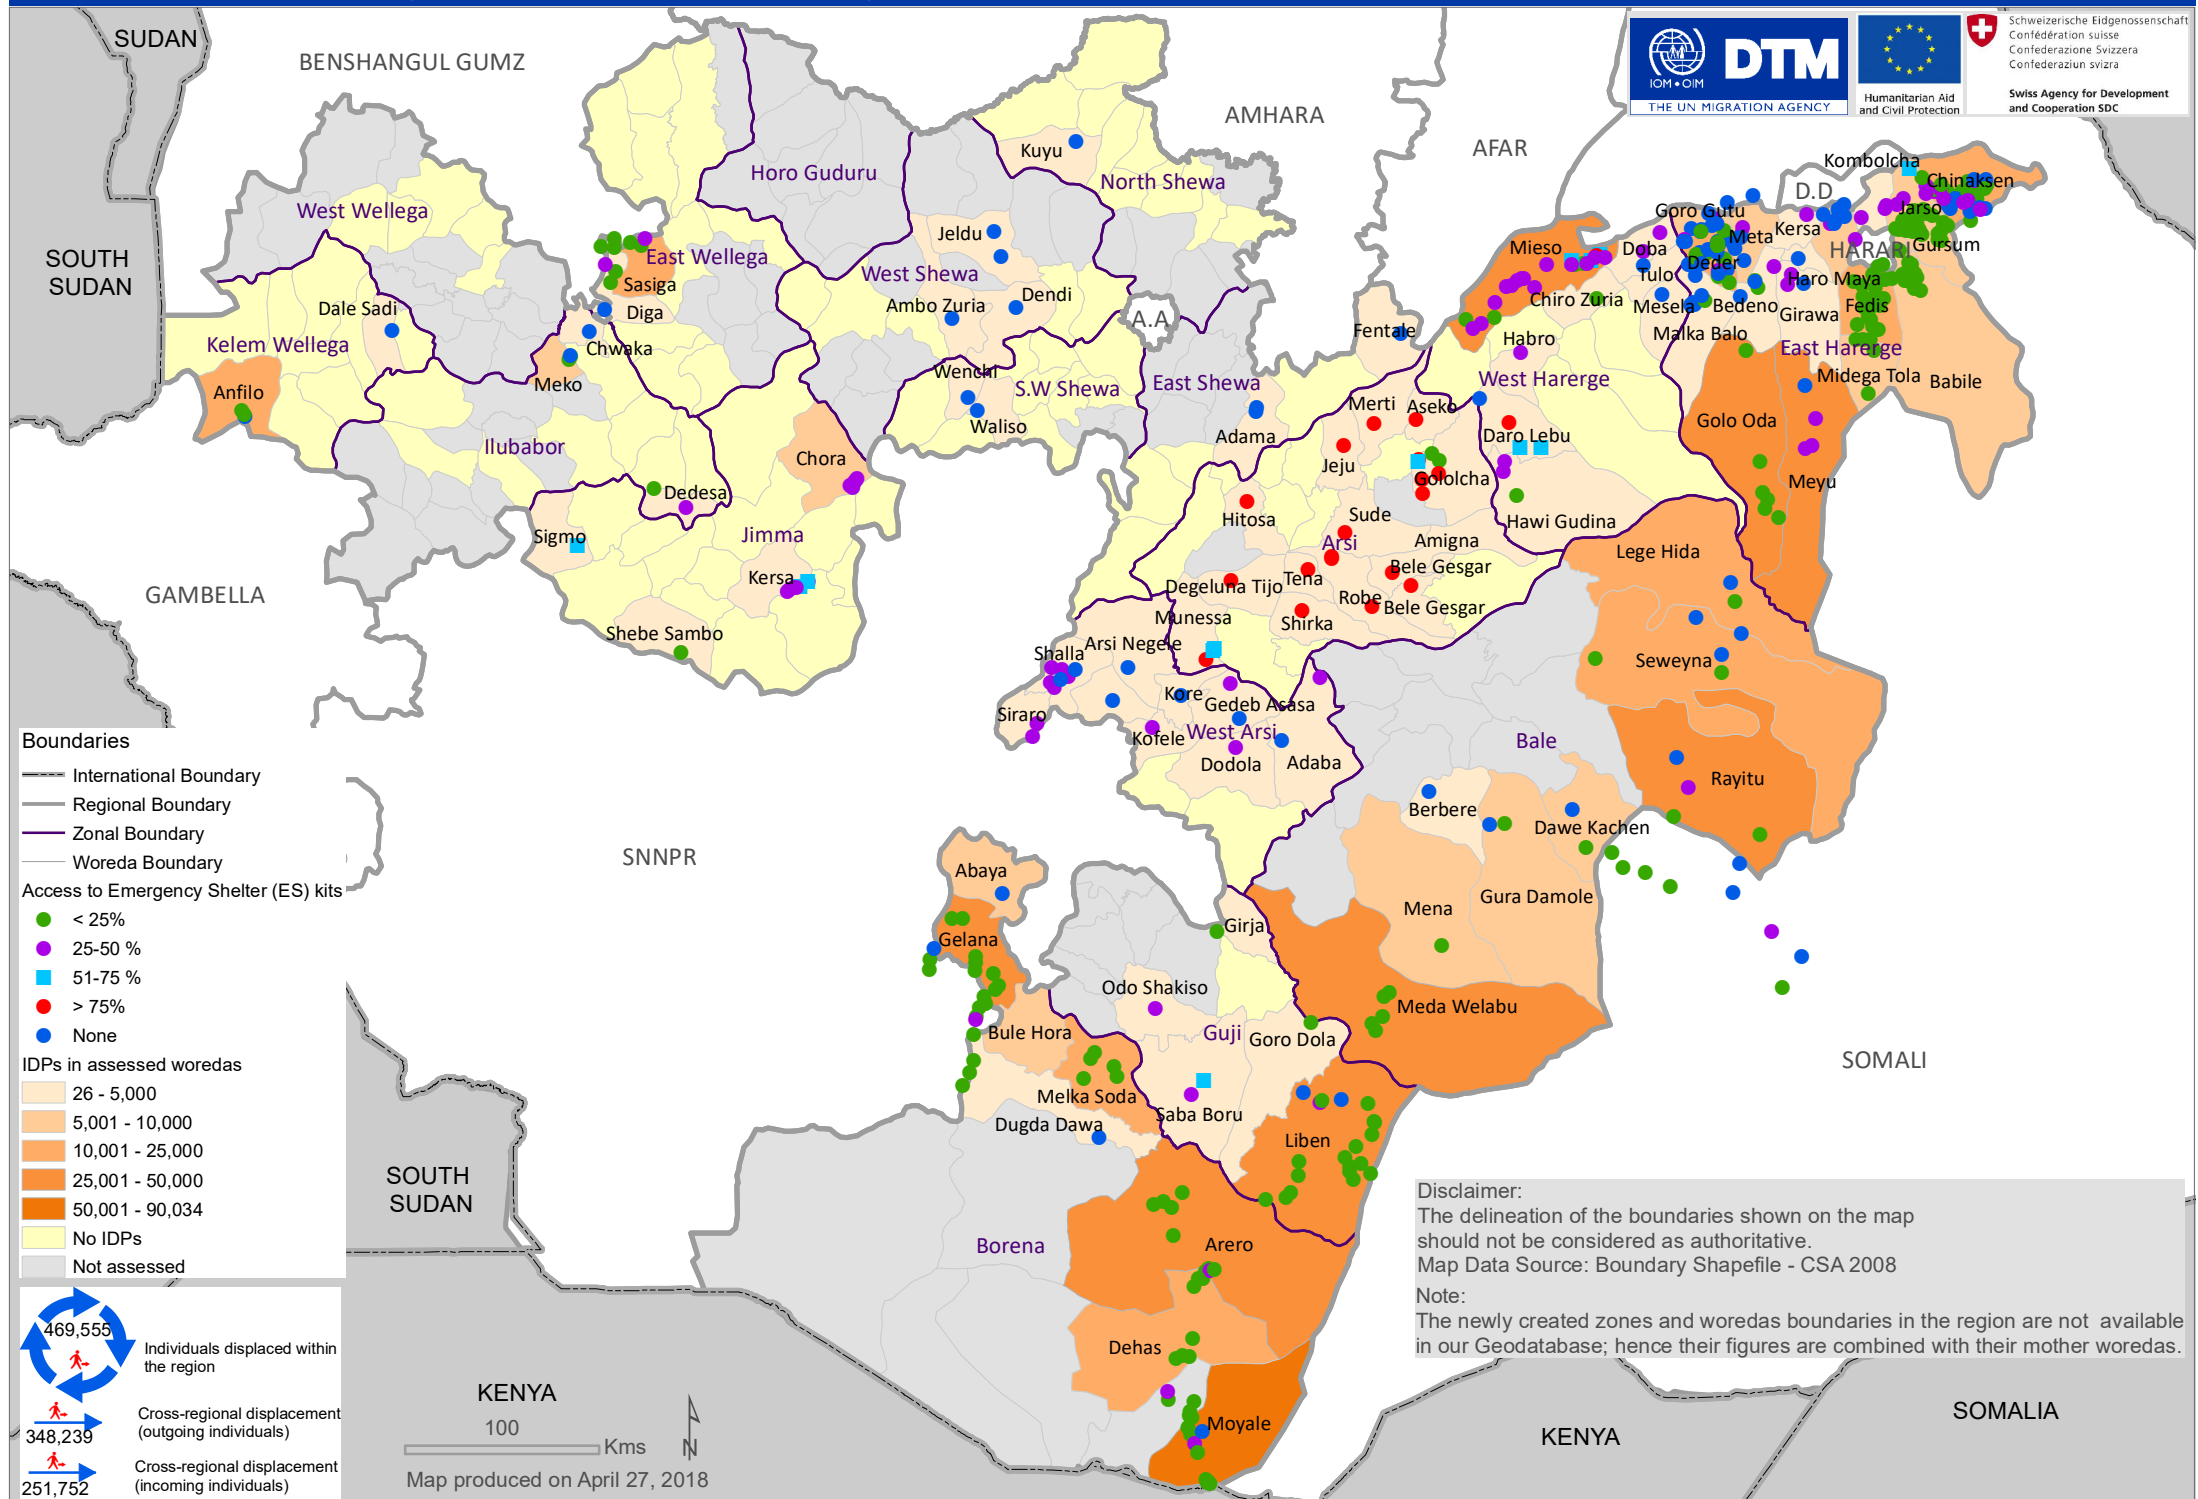 SUDAN
BENSHANGUL GUMZ
AMHARA
AFAR
IOM • OIM
DTM
THE UN MIGRATION AGENCY
Humanitarian Aid
and Civil Protection
Schweizerische Eidgenossenschaft
Confédération suisse
Confederazione Svizzera
Confederaziun svizra
Swiss Agency for Development
and Cooperation SDC
Kuyu
Horo Guduru
North Shewa
Kombolcha
D.D
Chinaksen
West Wellega
Jeldu
Goro Gutu
Jarso
Meta
Kersa
SOUTH
SUDAN
East Wellega
West Shewa
Mieso
Doba
HARARI
Gursum
Sasiga
Deder
Tulo
Haro Maya
Dale Sadi
Diga
Ambo Zuria
Dendi
A.A
Chiro Zuria
Mesela
Bedeno
Fedis
Girawa
Kelem Wellega
Chwaka
Fentale
Habro
Malka Balo
East Harerge
Anfilo
Meko
Wenchi
S.W Shewa
East Shewa
West Harerge
Midega Tola
Babile
Merti
Aseko
Golo Oda
Waliso
Adama
Daro Lebu
Ilubabor
Chora
Jeju
Gololcha
Meyu
Dedesa
Hitosa
Sude
Hawi Gudina
Sigmo
Jimma
Arsi
Amigna
Lege Hida
Bele Gesgar
Kersa
Degeluna Tijo
Tena
GAMBELLA
Robe
Bele Gesgar
Munessa
Shirka
Shebe Sambo
Arsi Negele
Shalla
Seweyna
Kore
Gedeb Asasa
Siraro
Kofele
West Arsi
Bale
Dodola
Adaba
Rayitu
Berbere
Dawe Kachen
SNNPR
Abaya
Gura Damole
Mena
Girja
Gelana
Odo Shakiso
Meda Welabu
Bule Hora
Guji
Goro Dola
SOMALI
Melka Soda
Saba Boru
Dugda Dawa
Liben
SOUTH
SUDAN
Borena
Arero
Dehas
Moyale
KENYA
KENYA
SOMALIA
Boundaries
International Boundary
Regional Boundary
Zonal Boundary
Woreda Boundary
Access to Emergency Shelter (ES) kits
< 25%
25-50 %
51-75 %
> 75%
None
IDPs in assessed woredas
26 - 5,000
5,001 - 10,000
10,001 - 25,000
25,001 - 50,000
50,001 - 90,034
No IDPs
Not assessed
469,555
Individuals displaced within
the region
Cross-regional displacement
348,239
(outgoing individuals)
Cross-regional displacement
251,752
(incoming individuals)
100
Kms
N
Map produced on April 27, 2018
Disclaimer:
The delineation of the boundaries shown on the map
should not be considered as authoritative.
Map Data Source: Boundary Shapefile - CSA 2008
Note:
The newly created zones and woredas boundaries in the region are not available
in our Geodatabase; hence their figures are combined with their mother woredas.